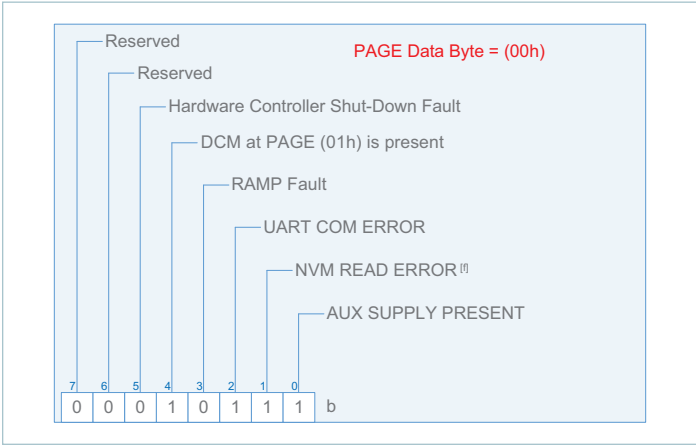 Reserved
PAGE Data Byte = (00h)
Reserved
Hardware Controller Shut-Down Fault
DCM at PAGE (01h) is present
RAMP Fault
UART COM ERROR
NVM READ ERROR [f]
AUX SUPPLY PRESENT
7 6 5 4 3 2 1 0
0 0 0 1 0 1 1 1 b